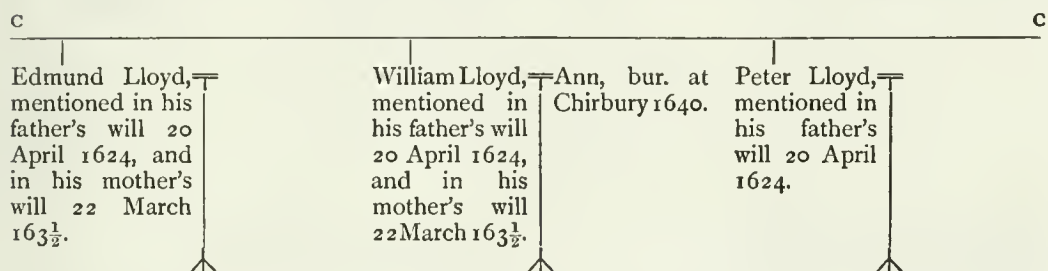 C C
Edmund Lloyd,
mentioned in his
father's will 20
April 1624, and
in his mother's
will 22 March
163½.
William Lloyd,
mentioned in
his father's will
20 April 1624,
and in his
mother's will
22 March 163½.
Ann, bur. at
Chirbury 1640.
Peter Lloyd,
mentioned in
his father's
will 20 April
1624.